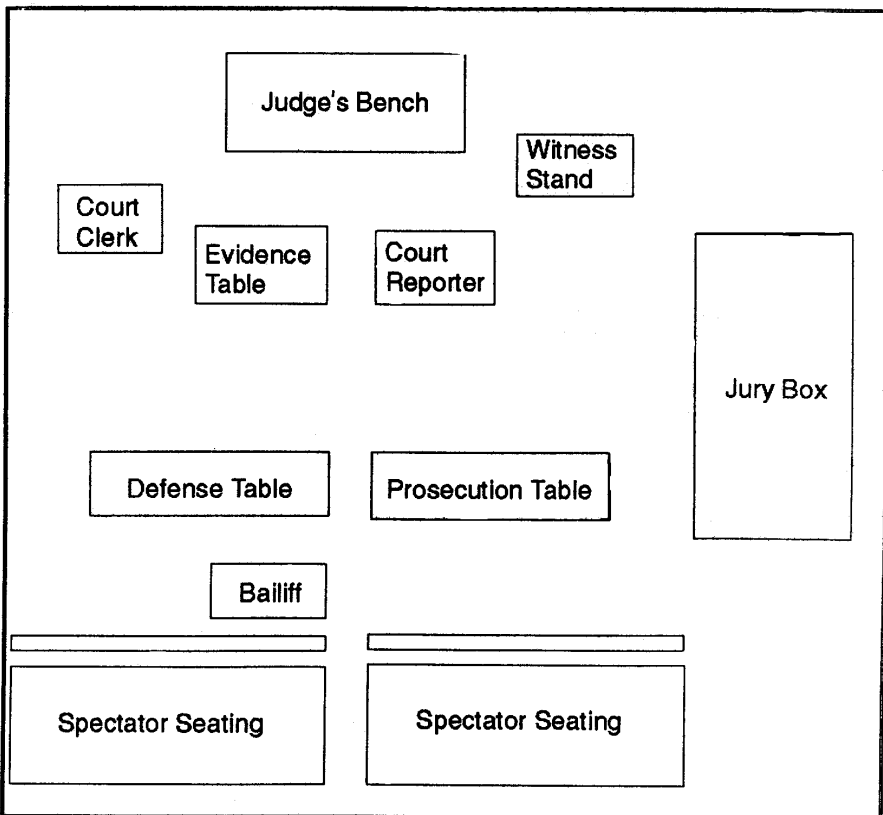 Judge's Bench
Witness
Stand
Court
Clerk
Evidence
Table
Court
Reporter
Jury Box
Defense Table
Prosecution Table
Bailiff
Spectator Seating
Spectator Seating